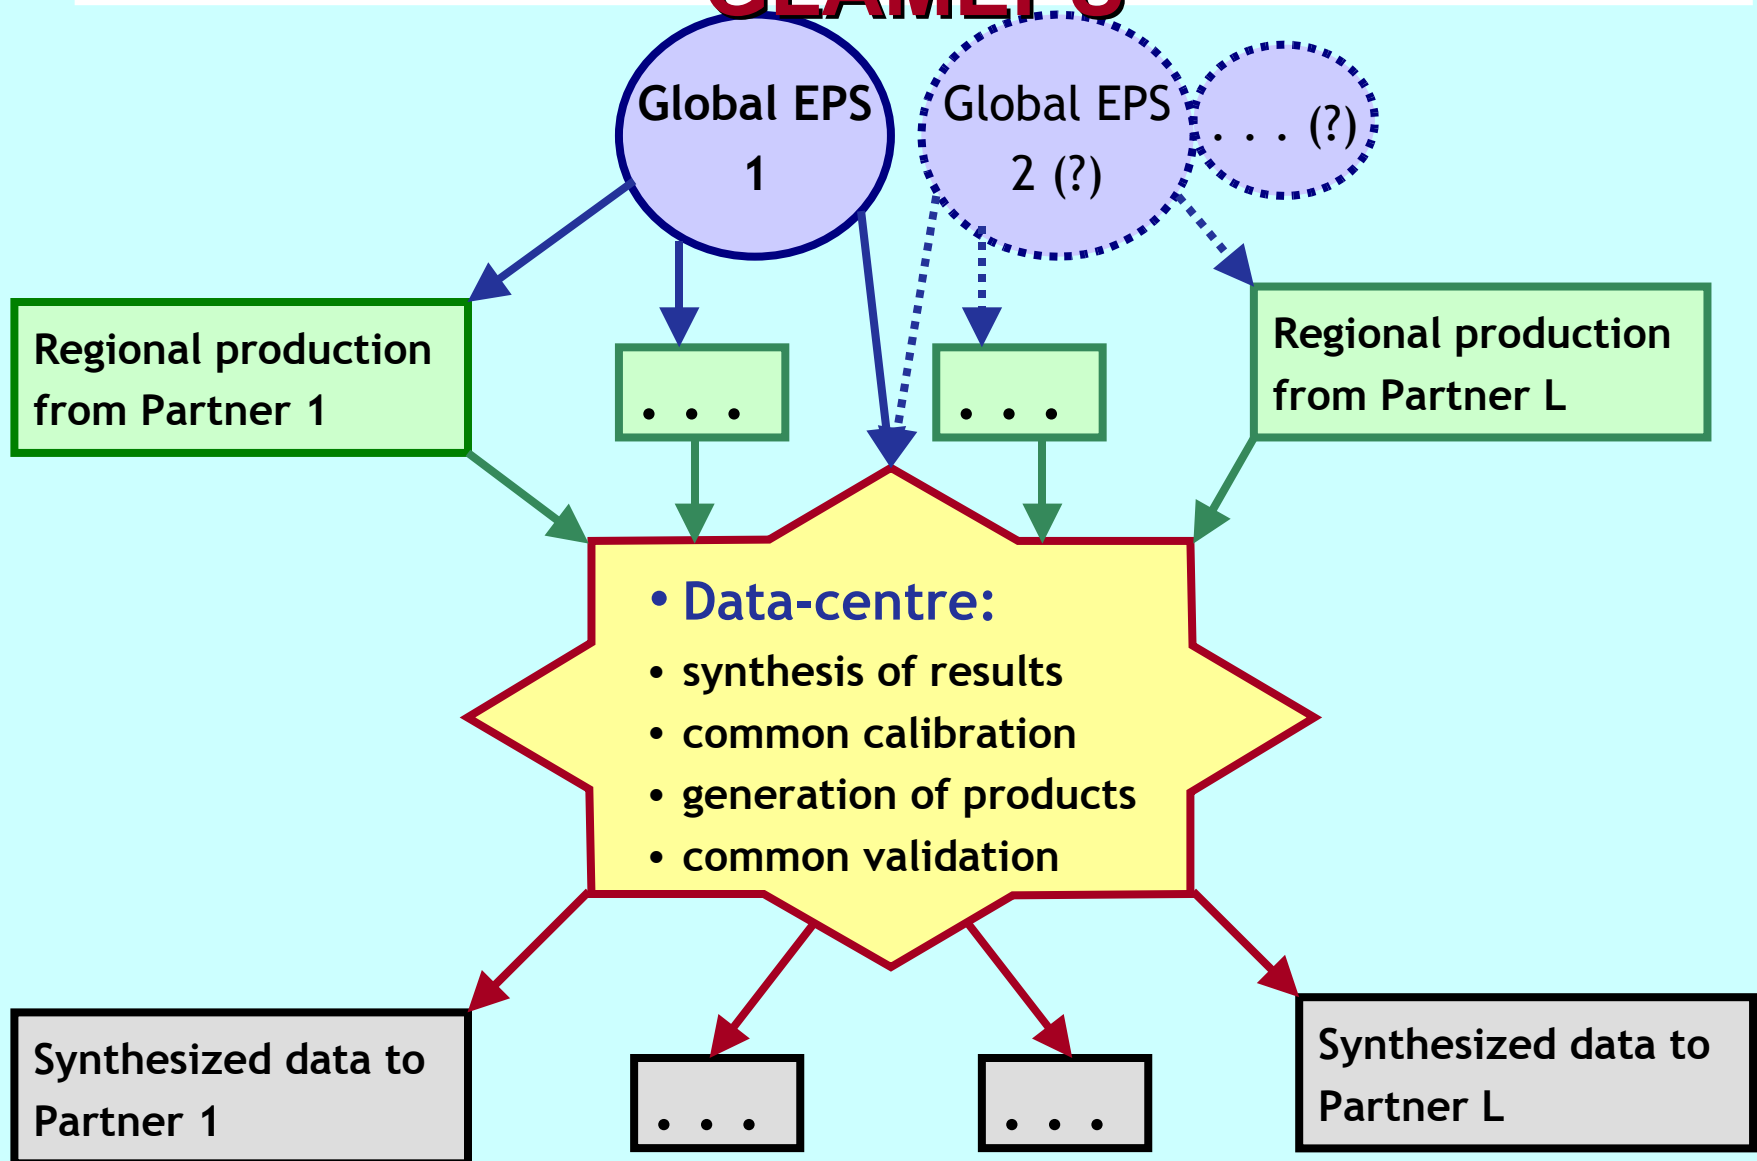 GLAMEPS
Global EPS
1
Global EPS
2 (?)
. . . (?)
Regional production
from Partner 1
. . .
. . .
Regional production
from Partner L
• Data-centre:
• synthesis of results
• common calibration
• generation of products
• common validation
Synthesized data to
Partner 1
. . .
. . .
Synthesized data to
Partner L